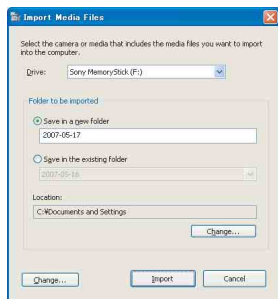 Import Media Files
Select the camera or media that includes the media files you want to import
into the computer.
Drive:
Sony MemoryStick (F:)
Folder to be imported
Save in a new folder
2007-05-17
Save in the existing folder
2007-05-16
Location:
C:¥Documents and Settings
Change...
Change...
Import
Cancel